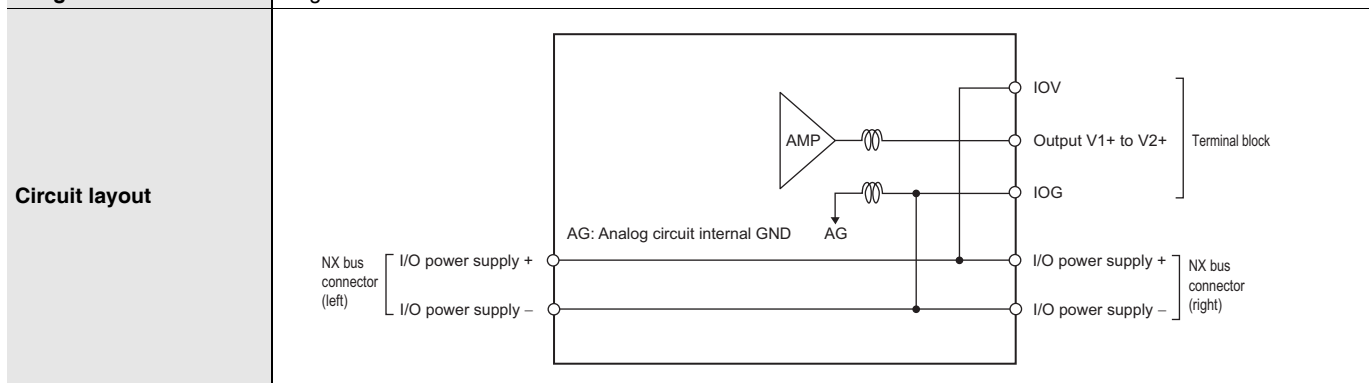 Circuit layout
IOV
AMP
Output V1+ to V2+
Terminal block
IOG
AG: Analog circuit internal GND
AG
NX bus
connector
(left)
I/O power supply +
I/O power supply −
I/O power supply +
I/O power supply −
NX bus
connector
(right)